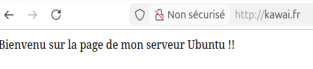 Non sécurisé http://kawai.fr
Bienvenu sur la page de mon serveur Ubuntu !!